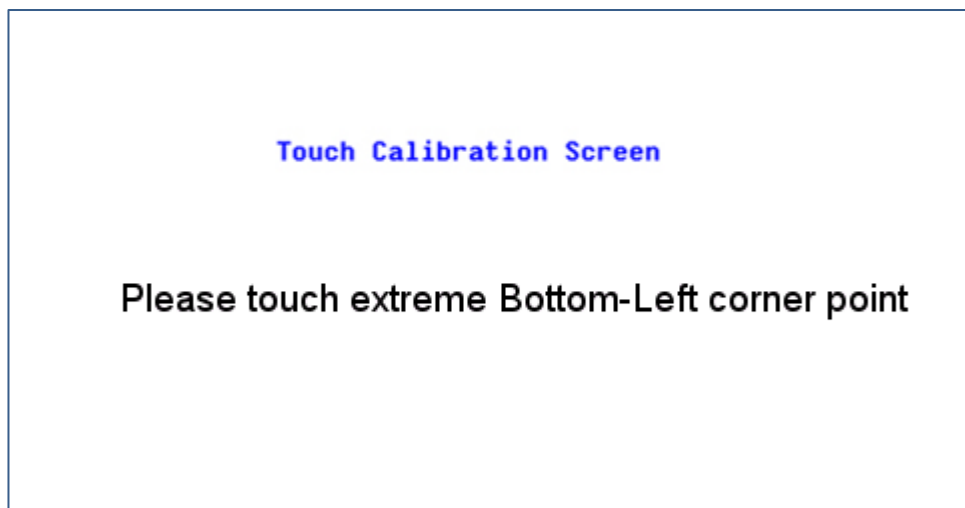 Touch Calibration Screen
Please touch extreme Bottom-Left corner point